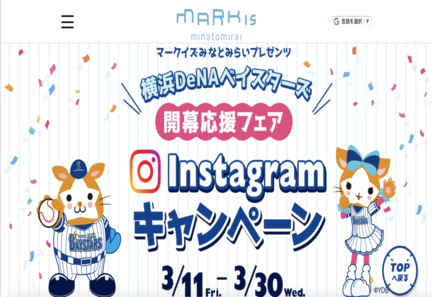 MARK IS
minatomirai
言語を選択 ▼
マークイズみなとみらいプレゼンツ
横浜DeNAベイスターズ
開幕応援フェア
Instagram
キャンペーン
3/11 Fri. – 3/30 Wed.
BAYSTARS
TOP
へ戻る
©YDB